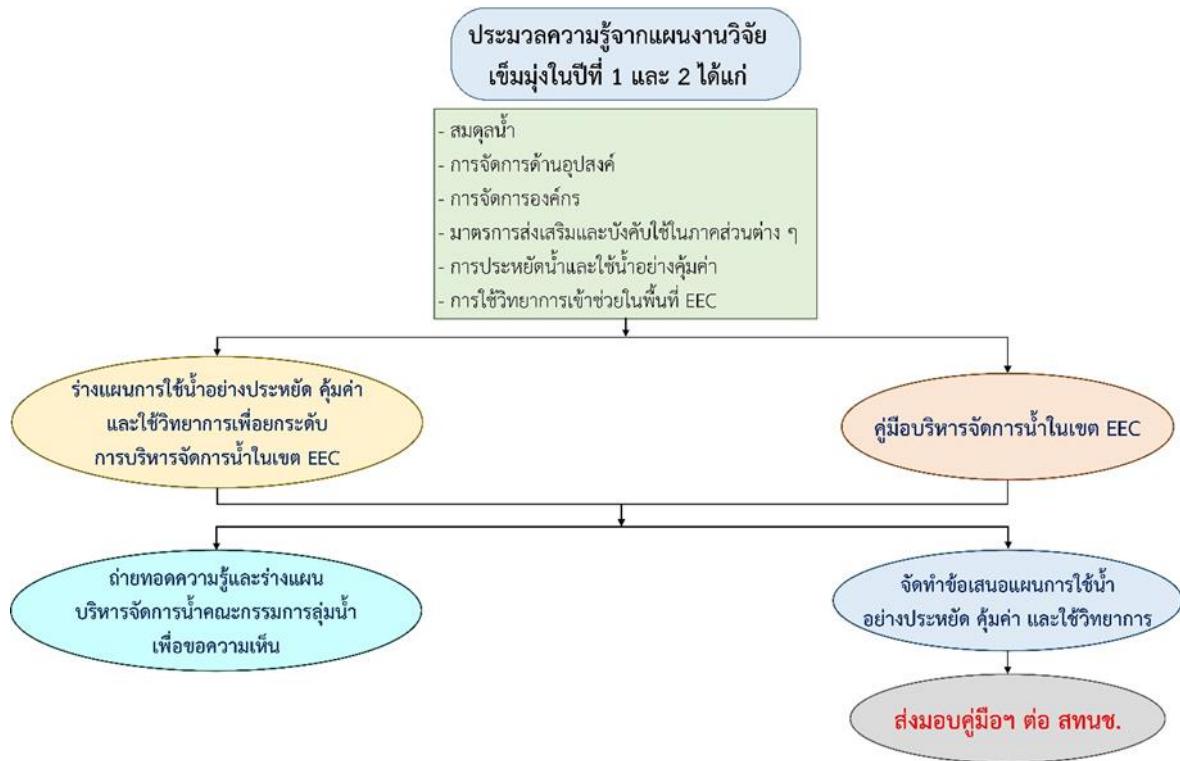 ประมวลความรู้จากแผนงานวิจัย
เข็มมุ่งในปีที่ 1 และ 2 ได้แก่
- สมดุลน้ำ
- การจัดการด้านอุปสงค์
- การจัดการองค์กร
- มาตรการส่งเสริมและบังคับใช้ในภาคส่วนต่าง ๆ
- การประหยัดน้ำและใช้น้ำอย่างคุ้มค่า
- การใช้วิทยาการเข้าช่วยในพื้นที่ EEC
ร่างแผนการใช้น้ำอย่างประหยัด คุ้มค่า
และใช้วิทยาการเพื่อยกระดับ
การบริหารจัดการน้ำในเขต EEC
คู่มือบริหารจัดการน้ำในเขต EEC
ถ่ายทอดความรู้และร่างแผน
บริหารจัดการน้ำคณะกรรมการลุ่มน้ำ
เพื่อขอความเห็น
จัดทำข้อเสนอแผนการใช้น้ำ
อย่างประหยัด คุ้มค่า และใช้วิทยาการ
ส่งมอบคู่มือฯ ต่อ สทนช.